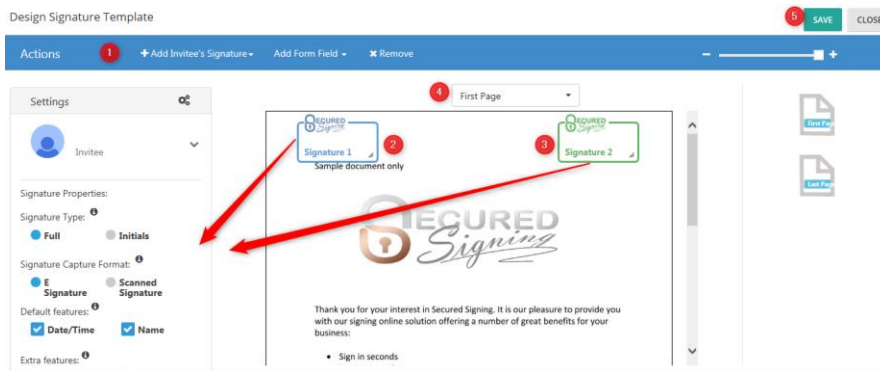 Design Signature Template
5
SAVE
CLOSE
Actions
1
+ Add Invitee's Signature
Add Form Field
✖ Remove
- +
Settings
Invitee
Signature Properties:
Signature Type:
Full Initials
Signature Capture Format:
E Signature
Scanned Signature
Default features:
Date/Time Name
Extra features:
4
First Page
SECURED
Signing
Signature 1
2
SECURED
Signing
3
Signature 2
Sample document only
SECURED
Signing
Thank you for your interest in Secured Signing. It is our pleasure to provide you
with our signing online solution offering a number of great benefits for your
business:
• Sign in seconds
First Page
Last Page